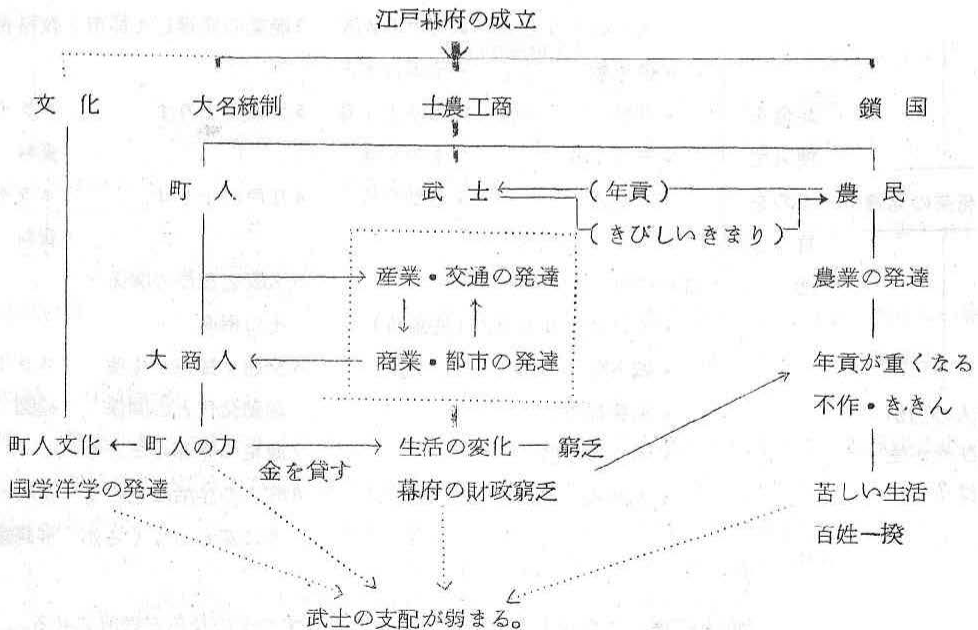 江戸幕府の成立
文化 大名統制 士農工商 鎖国
町人 武士 (年貢) 農民
(きびしいきまり)
産業・交通の発達 農業の発達
大商人 商業・都市の発達 年貢が重くなる
不作・ききん
町人文化 町人の力 金を貸す 生活の変化 窮乏
国学洋学の発達 幕府の財政窮乏 苦しい生活
百姓一揆
武士の支配が弱まる。